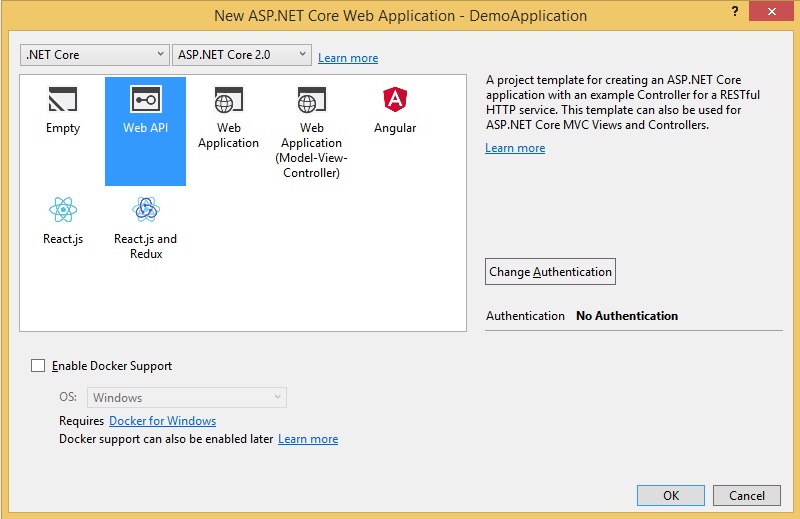 New ASP.NET Core Web Application - DemoApplication
?
.NET Core
ASP.NET Core 2.0
Learn more
Empty
Web API
Web
Application
Web
Application
(Model-View-
Controller)
Angular
React.js
React.js and
Redux
A project template for creating an ASP.NET Core
application with an example Controller for a RESTful
HTTP service. This template can also be used for
ASP.NET Core MVC Views and Controllers.
Learn more
Change Authentication
Authentication No Authentication
Enable Docker Support
OS: Windows
Requires Docker for Windows
Docker support can also be enabled later Learn more
OK
Cancel